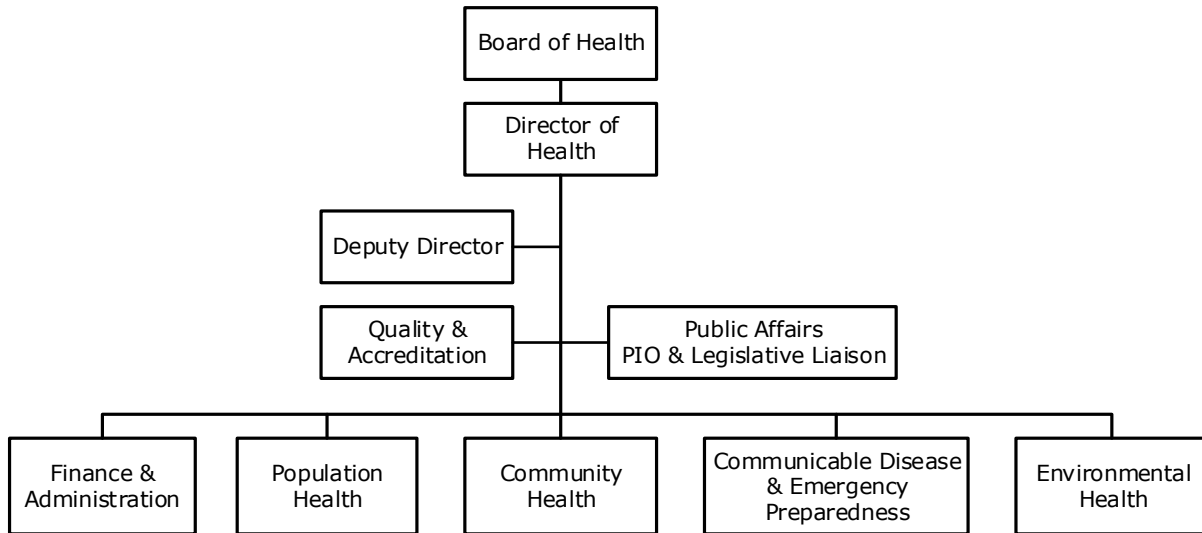 Board of Health
Director of
Health
Deputy Director
Quality &
Accreditation
Public Affairs
PIO & Legislative Liaison
Finance &
Administration
Population
Health
Community
Health
Communicable Disease
& Emergency
Preparedness
Environmental
Health